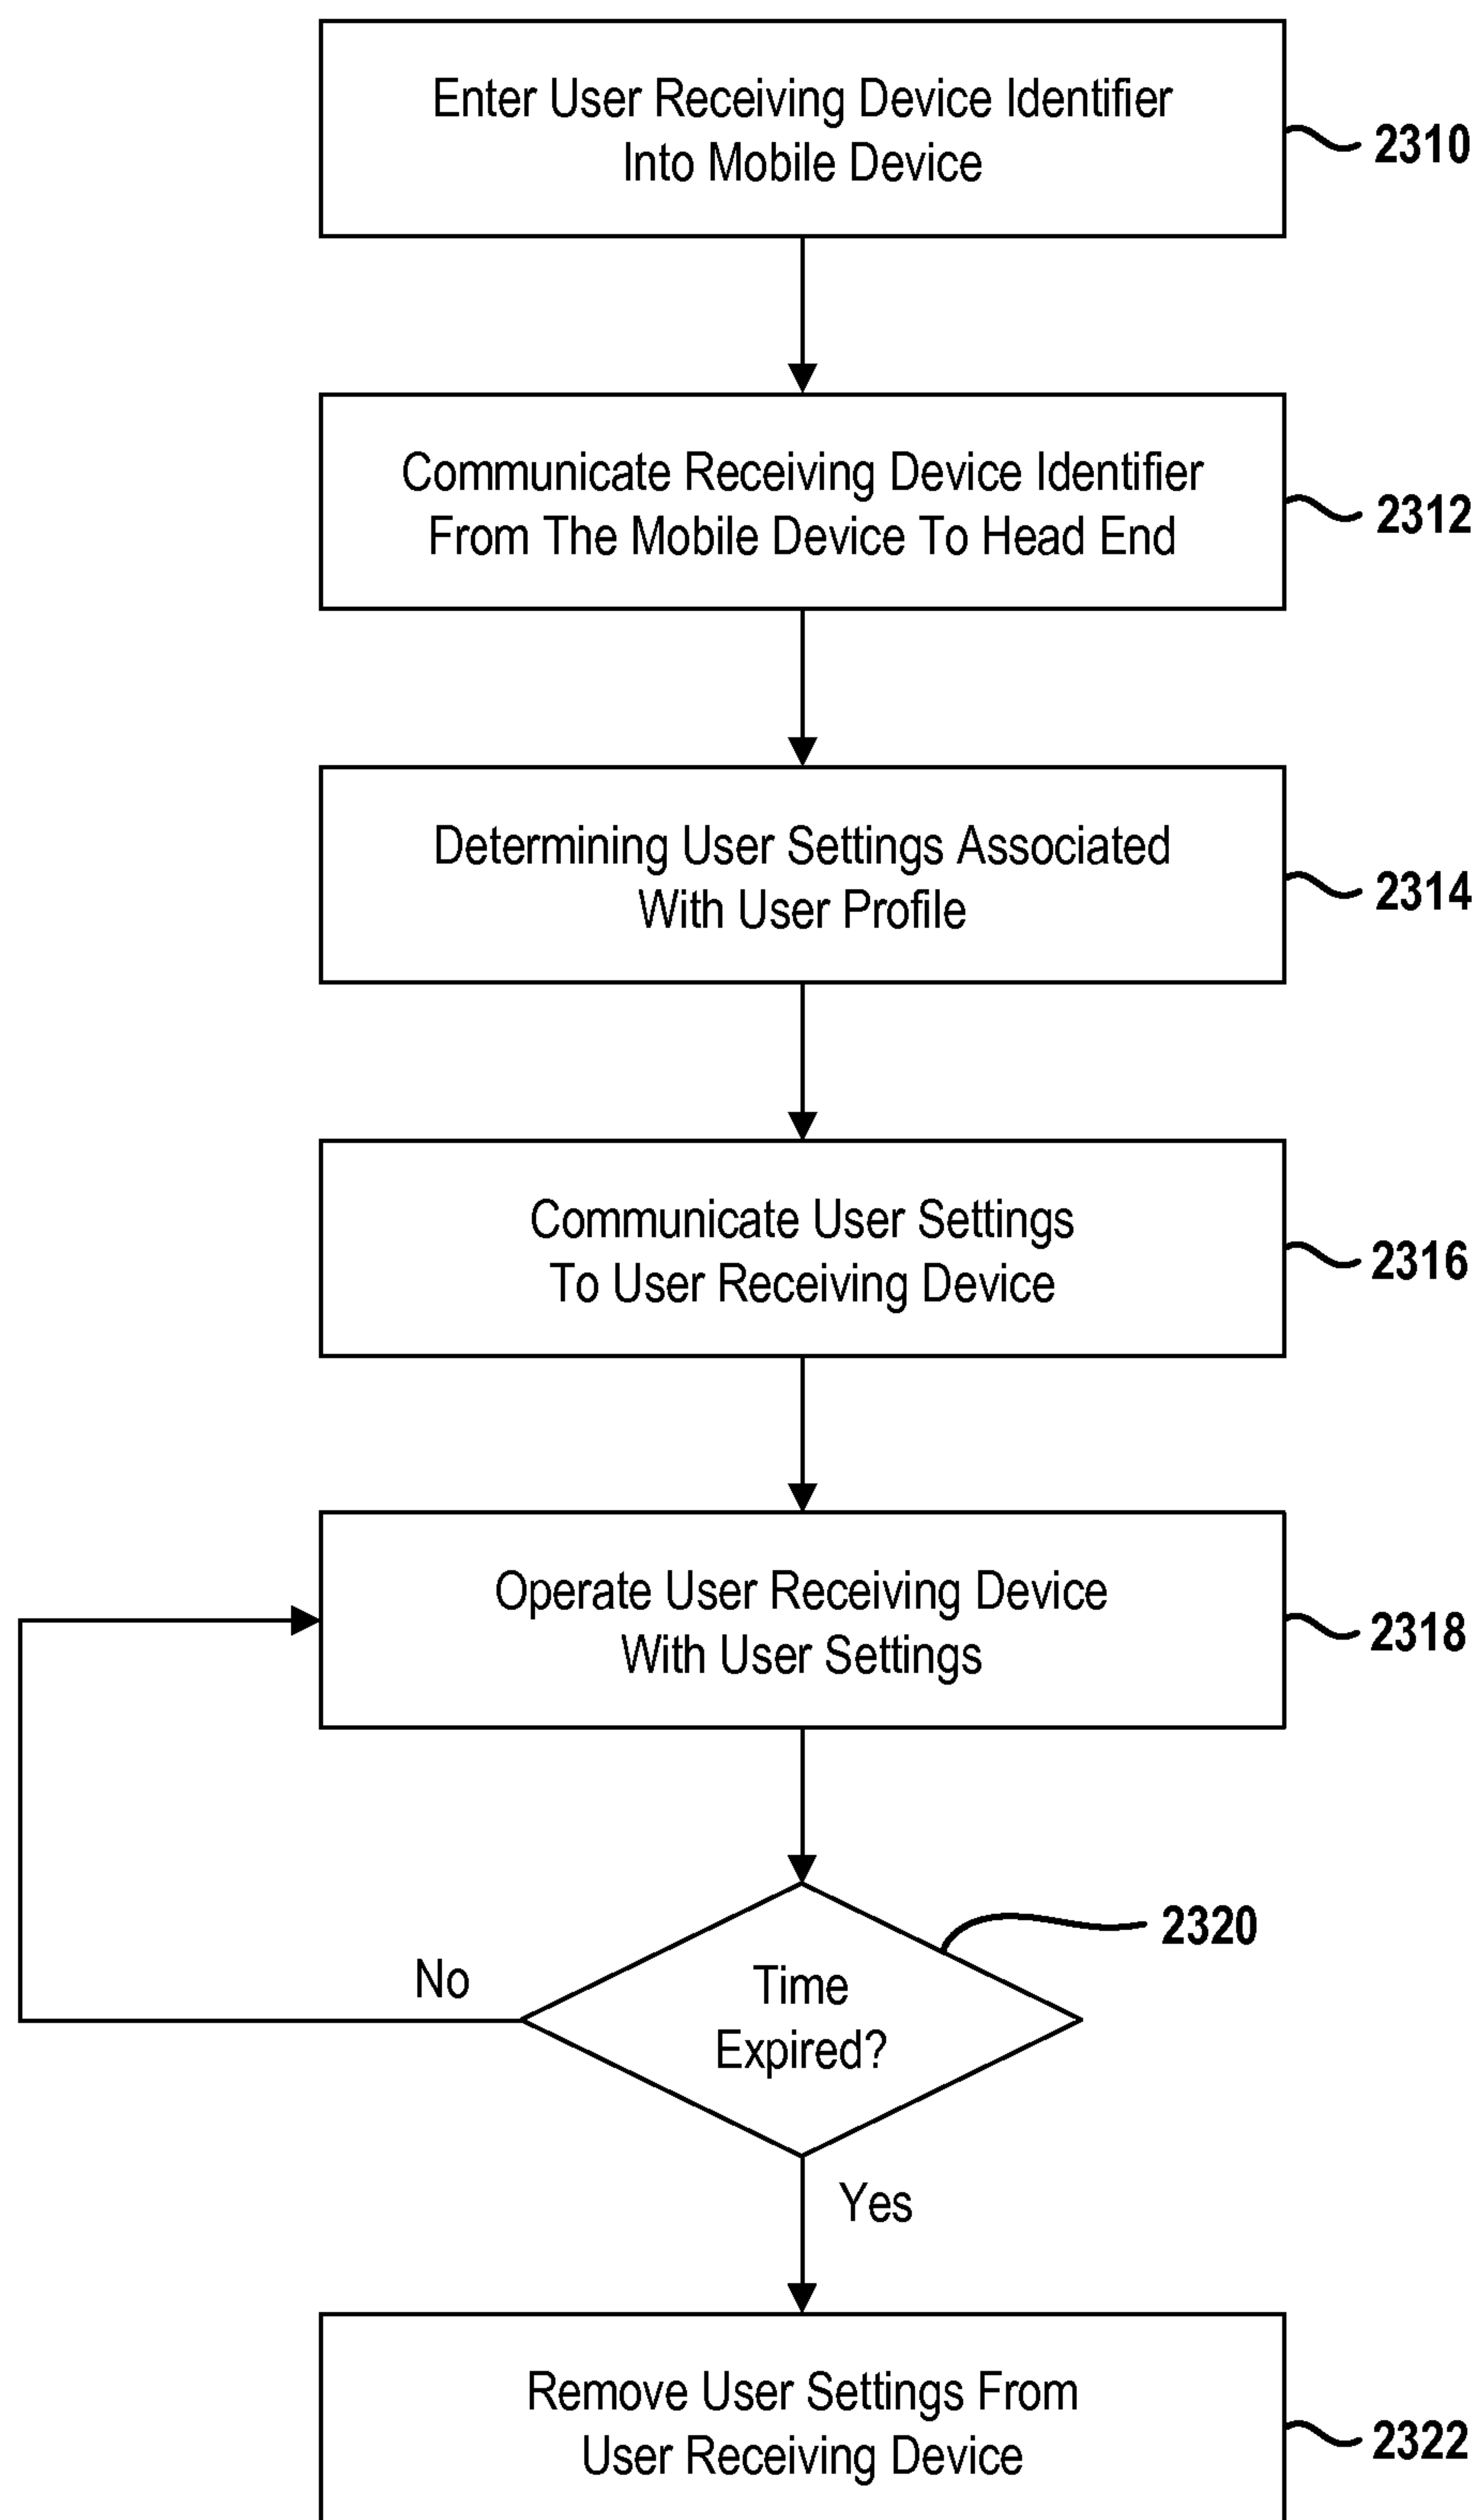 Enter User Receiving Device Identifier
Into Mobile Device
2310
Communicate Receiving Device Identifier
From The Mobile Device To Head End
2312
Determining User Settings Associated
With User Profile
2314
Communicate User Settings
To User Receiving Device
2316
Operate User Receiving Device
With User Settings
2318
2320
Time
Expired?
No
Yes
Remove User Settings From
User Receiving Device
2322